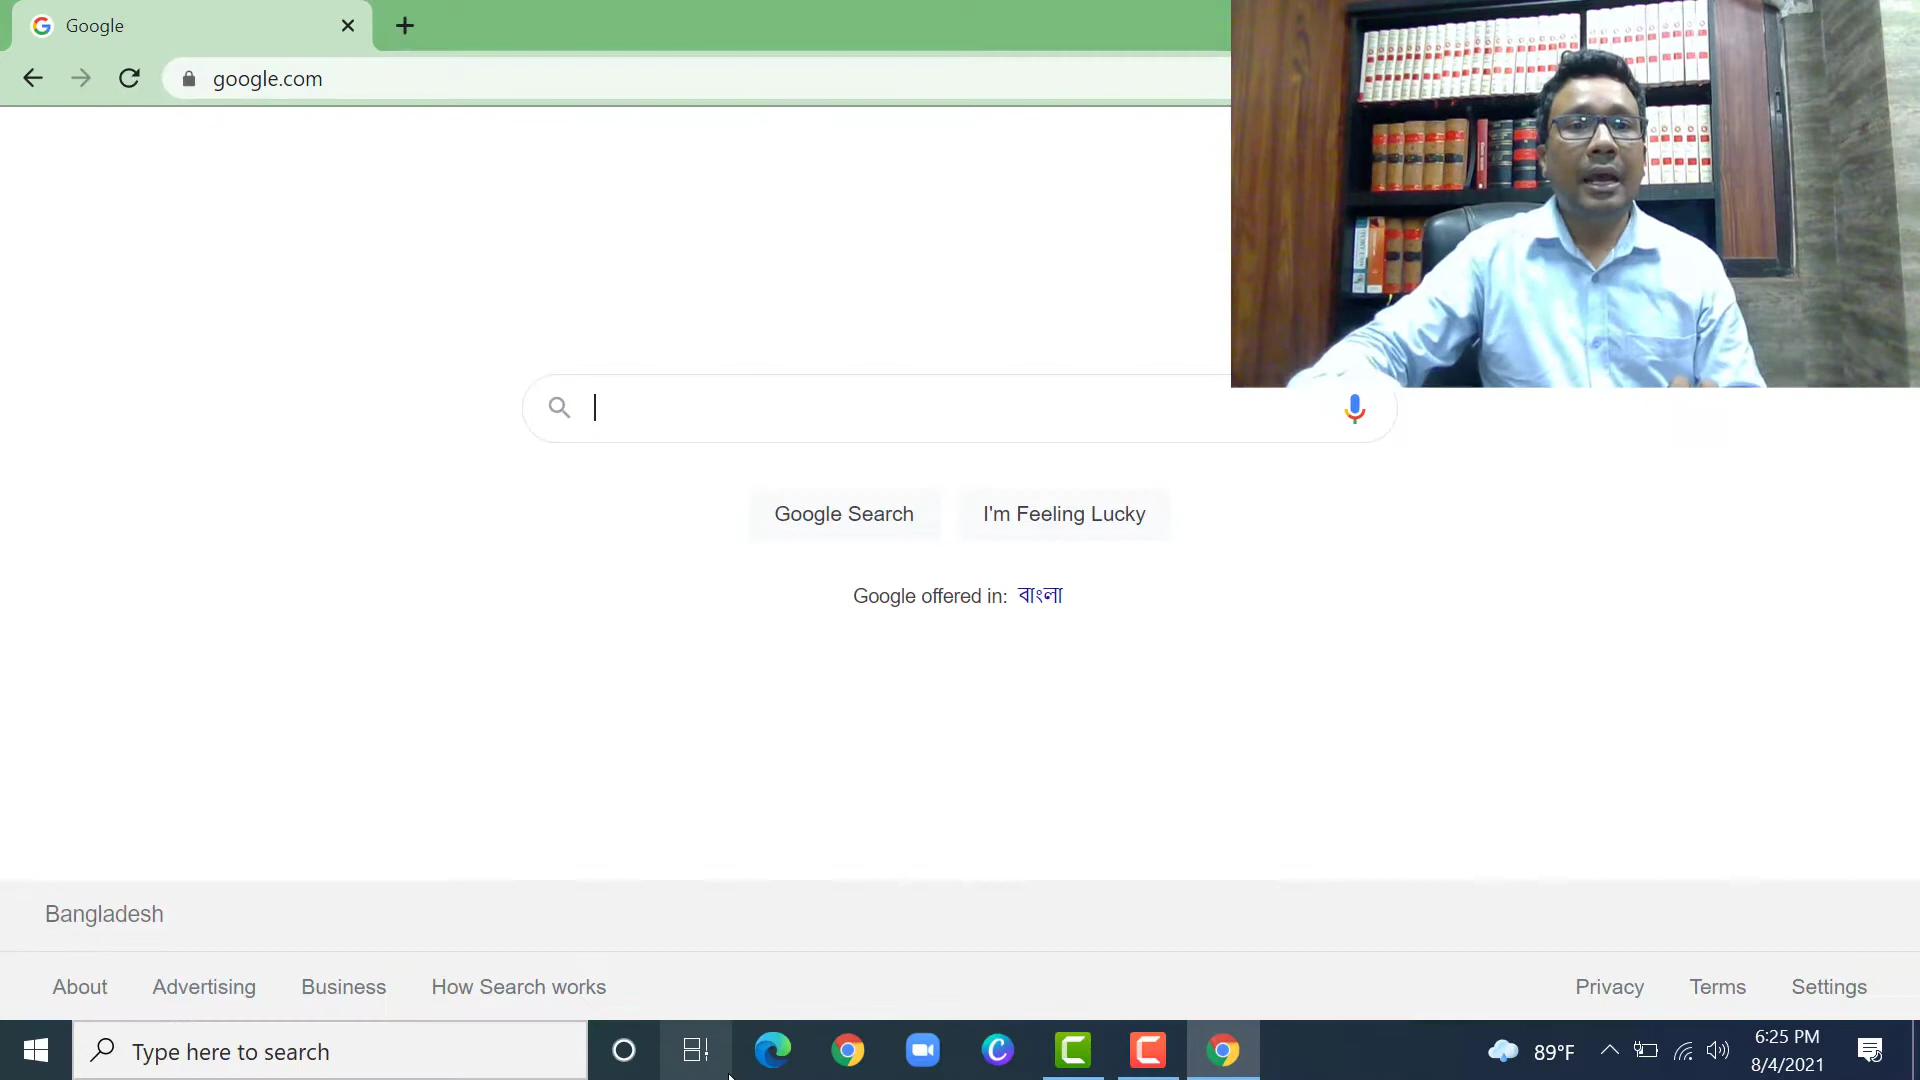 Google
google.com
Google Search
I'm Feeling Lucky
Google offered in: বাংলা
Bangladesh
About
Advertising
Business
How Search works
Privacy
Terms
Settings
Type here to search
89°F
6:25 PM
8/4/2021